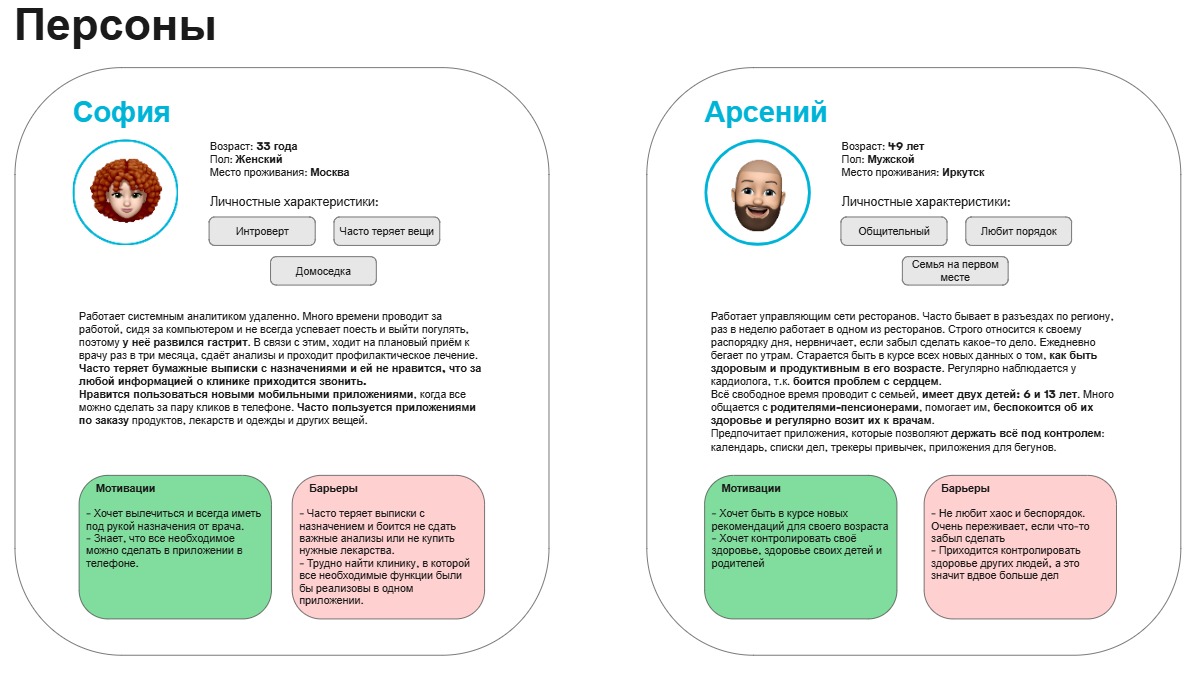 Персоны
София
Возраст: 33 года
Пол: Женский
Место проживания: Москва
Личностные характеристики:
Интроверт
Часто теряет вещи
Домоседка
Работает системным аналитиком удаленно. Много времени проводит за
работой, сидя за компьютером и не всегда успевает поесть и выйти погулять,
поэтому у неё развился гастрит. В связи с этим, ходит на плановый приём к
врачу раз в три месяца, сдаёт анализы и проходит профилактическое лечение.
Часто теряет бумажные выписки с назначениями и ей не нравится, что за
любой информацией о клинике приходится звонить.
Нравится пользоваться новыми мобильными приложениями, когда все
можно сделать за пару кликов в телефоне. Часто пользуется приложениями
по заказу продуктов, лекарств и одежды и других вещей.
Мотивации
- Хочет вылечиться и всегда иметь
под рукой назначения от врача.
- Знает, что все необходимое
можно сделать в приложении в
телефоне.
Барьеры
- Часто теряет выписки с
назначением и боится не сдать
важные анализы или не купить
нужные лекарства.
- Трудно найти клинику, в которой
все необходимые функции были
бы реализовы в одном
приложении.
Арсений
Возраст: 49 лет
Пол: Мужской
Место проживания: Иркутск
Личностные характеристики:
Общительный
Любит порядок
Семья на первом
месте
Работает управляющим сети ресторанов. Часто бывает в разъездах по региону,
раз в неделю работает в одном из ресторанов. Строго относится к своему
распорядку дня, нервничает, если забыл сделать какое-то дело. Ежедневно
бегает по утрам. Старается быть в курсе всех новых данных о том, как быть
здоровым и продуктивным в его возрасте. Регулярно наблюдается у
кардиолога, т.к. боится проблем с сердцем.
Всё свободное время проводит с семьей, имеет двух детей: 6 и 13 лет. Много
общается с родителями-пенсионерами, помогает им, беспокоится об их
здоровье и регулярно возит их к врачам.
Предпочитает приложения, которые позволяют держать всё под контролем:
календарь, списки дел, трекеры привычек, приложения для бегунов.
Мотивации
- Хочет быть в курсе новых
рекомендаций для своего возраста
- Хочет контролировать своё
здоровье, здоровье своих детей и
родителей
Барьеры
- Не любит хаос и беспорядок.
Очень переживает, если что-то
забыл сделать
- Приходится контролировать
здоровье других людей, а это
значит вдвое больше дел